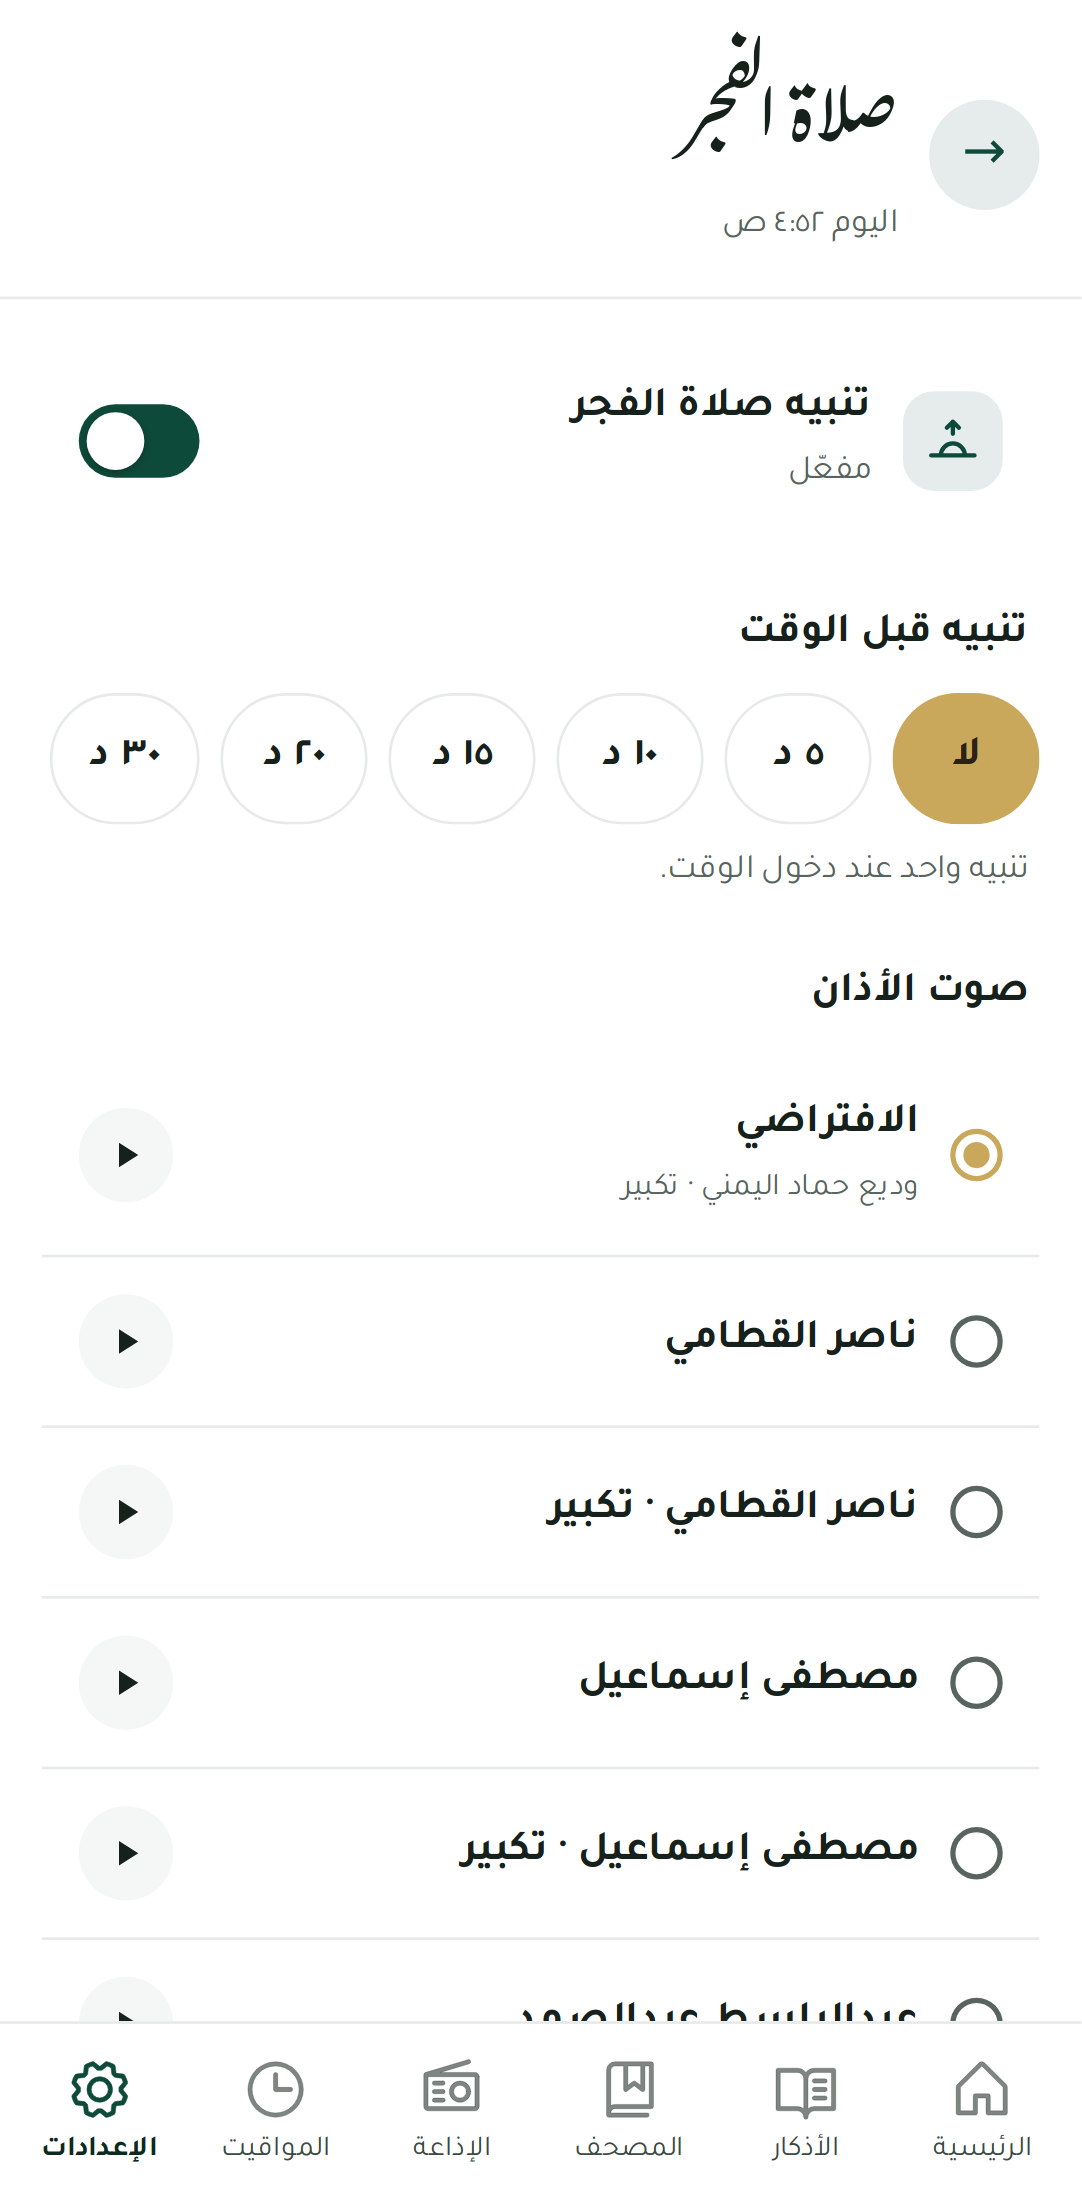 صلاة الفجر
اليوم ٤:٥٢ ص
تنبيه صلاة الفجر
مفعّل
تنبيه قبل الوقت
لا
٥ د
١٠ د
١٥ د
٢٠ د
٣٠ د
تنبيه واحد عند دخول الوقت.
صوت الأذان
الافتراضي
وديع حماد اليمني · تكبير
ناصر القطامي
ناصر القطامي · تكبير
مصطفى إسماعيل
مصطفى إسماعيل · تكبير
عبدالباسط عبدالصمد
الرئيسية
الأذكار
المصحف
الإذاعة
المواقيت
الإعدادات